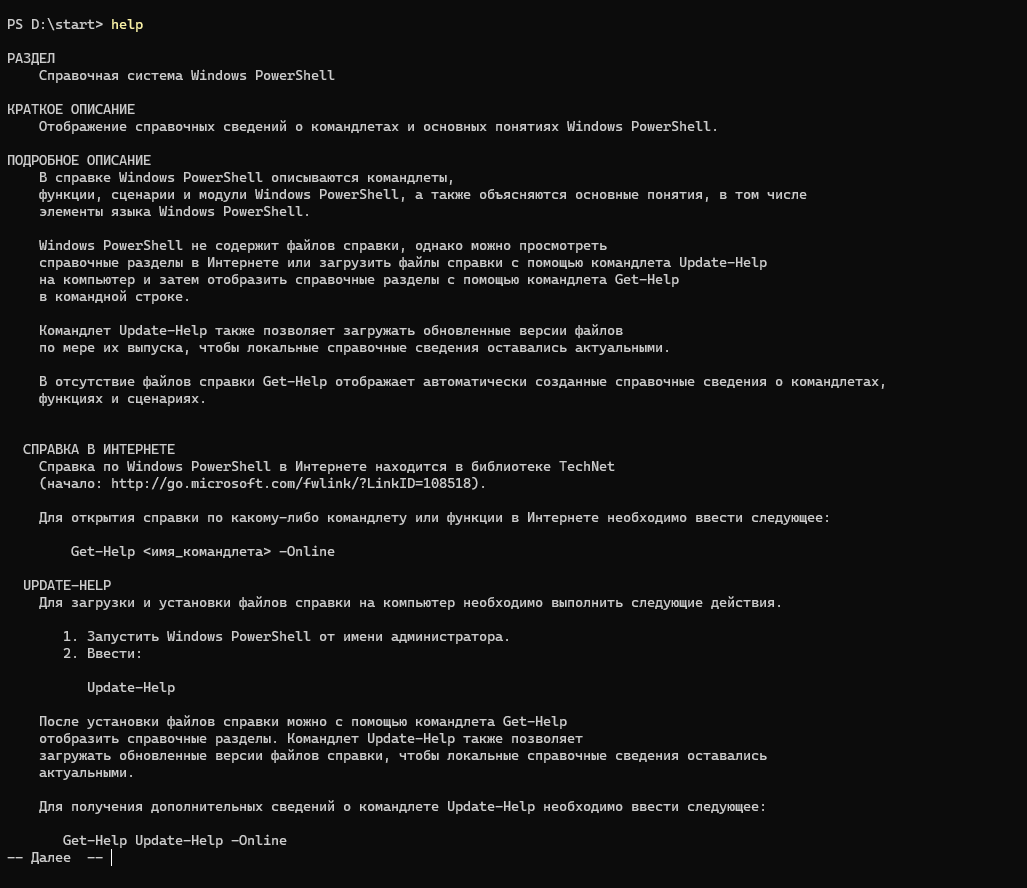 PS D:\start> help
РАЗДЕЛ
Справочная система Windows PowerShell
КРАТКОЕ ОПИСАНИЕ
Отображение справочных сведений о командлетах и основных понятиях Windows PowerShell.
ПОДРОБНОЕ ОПИСАНИЕ
В справке Windows PowerShell описываются командлеты,
функции, сценарии и модули Windows PowerShell, а также объясняются основные понятия, в том числе
элементы языка Windows PowerShell.
Windows PowerShell не содержит файлов справки, однако можно просмотреть
справочные разделы в Интернете или загрузить файлы справки с помощью командлета Update-Help
на компьютер и затем отобразить справочные разделы с помощью командлета Get-Help
в командной строке.
Командлет Update-Help также позволяет загружать обновленные версии файлов
по мере их выпуска, чтобы локальные справочные сведения оставались актуальными.
В отсутствие файлов справки Get-Help отображает автоматически созданные справочные сведения о командлетах,
функциях и сценариях.
СПРАВКА В ИНТЕРНЕТЕ
Справка по Windows PowerShell в Интернете находится в библиотеке TechNet
(начало: http://go.microsoft.com/fwlink/?LinkID=108518).
Для открытия справки по какому-либо командлету или функции в Интернете необходимо ввести следующее:
Get-Help <имя_командлета> -Online
UPDATE-HELP
Для загрузки и установки файлов справки на компьютер необходимо выполнить следующие действия.
1. Запустить Windows PowerShell от имени администратора.
2. Ввести:
Update-Help
После установки файлов справки можно с помощью командлета Get-Help
отобразить справочные разделы. Командлет Update-Help также позволяет
загружать обновленные версии файлов справки, чтобы локальные справочные сведения оставались
актуальными.
Для получения дополнительных сведений о командлете Update-Help необходимо ввести следующее:
Get-Help Update-Help -Online
-- Далее  --